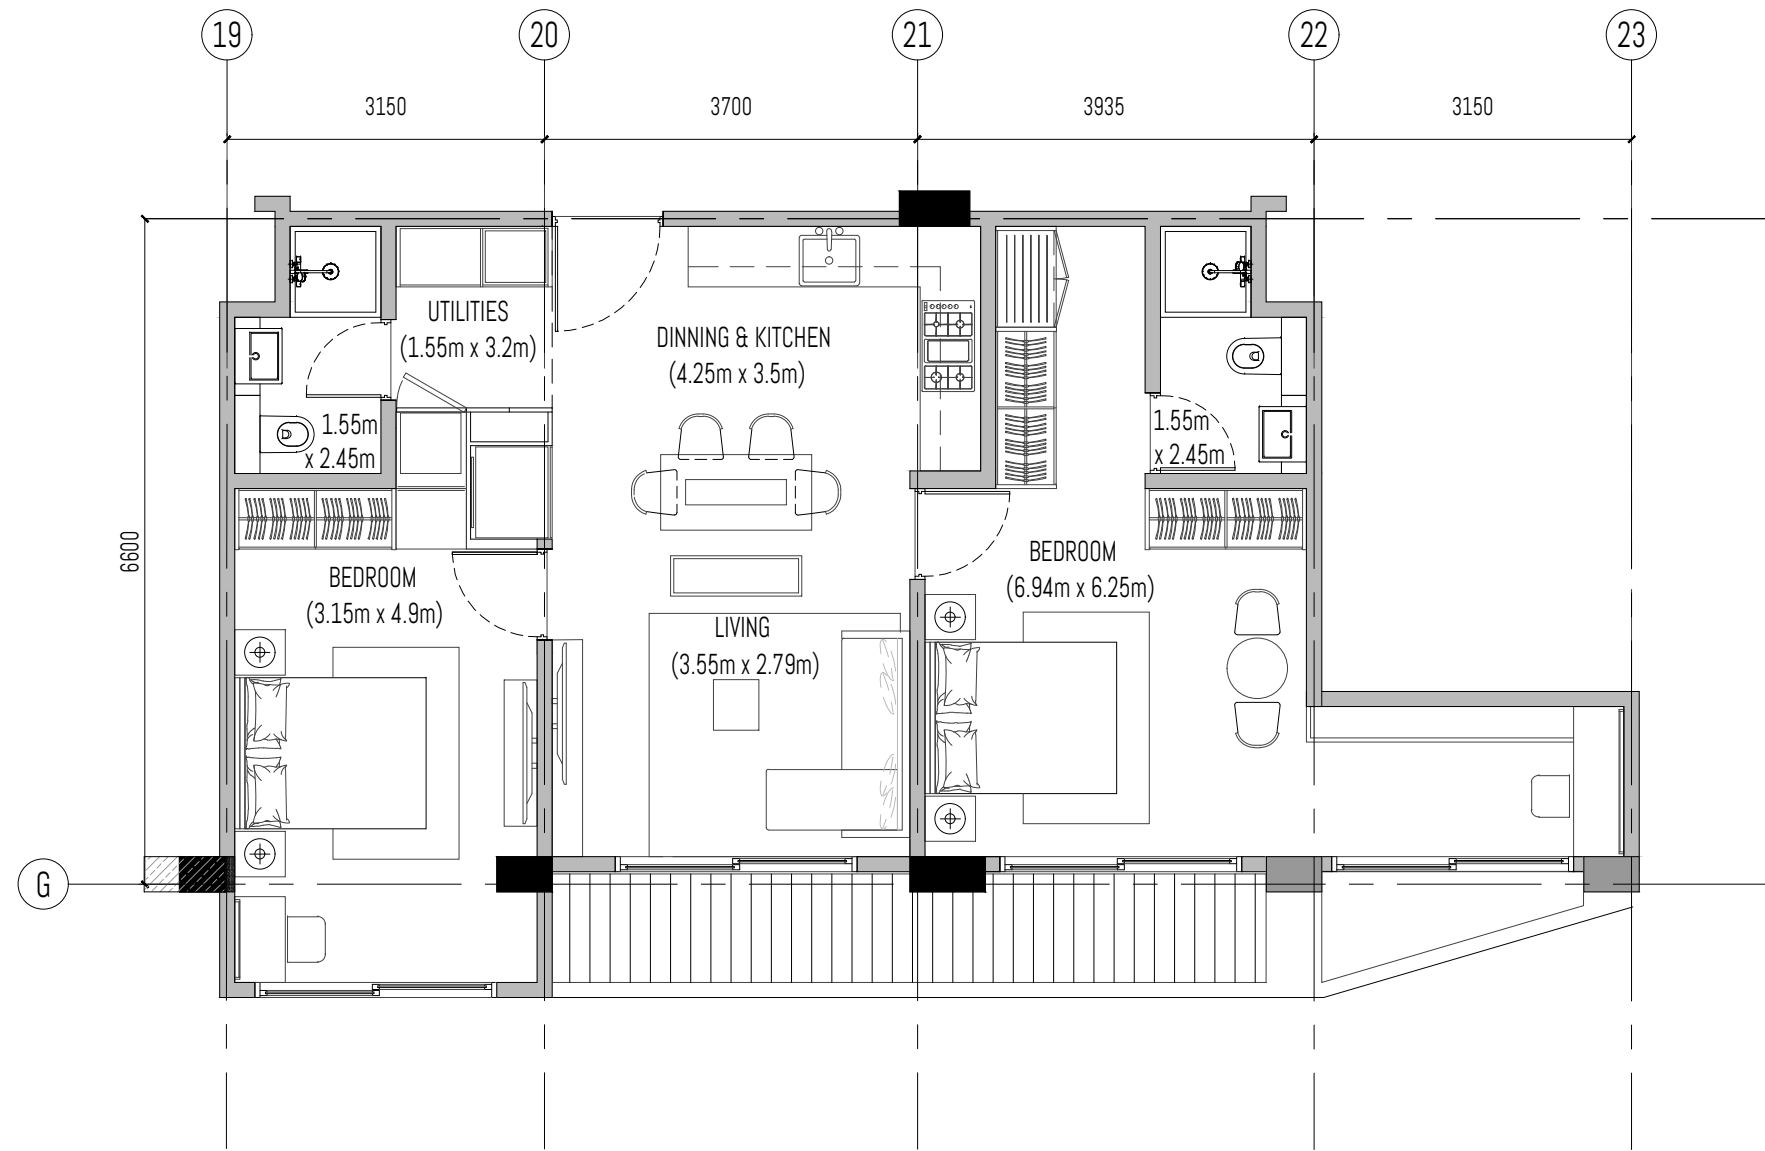 19
20
21
22
23
3150
3700
3935
3150
UTILITIES
(1.55m x 3.2m)
DINNING & KITCHEN
(4.25m x 3.5m)
1.55m
x 2.45m
1.55m
x 2.45m
6600
BEDROOM
(3.15m x 4.9m)
BEDROOM
(6.94m x 6.25m)
LIVING
(3.55m x 2.79m)
G